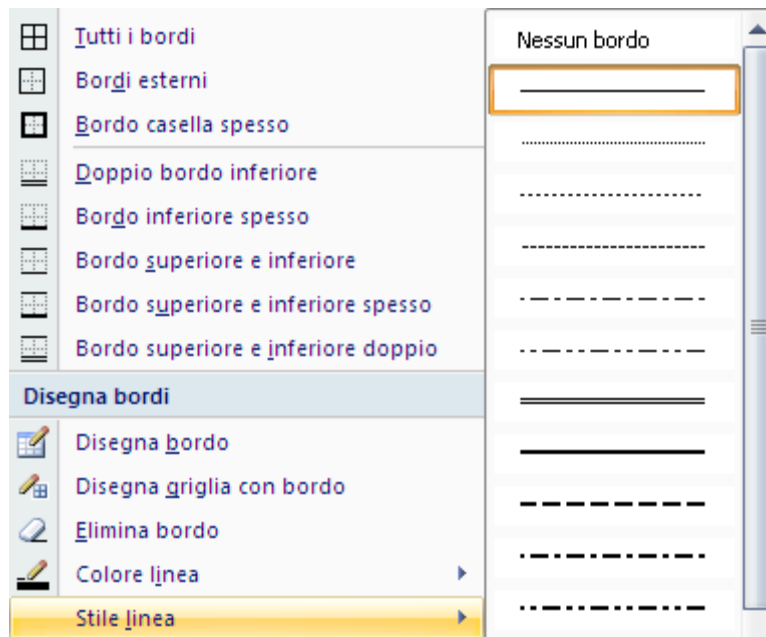 Tutti i bordi
Bordi esterni
Bordo casella spesso
Doppio bordo inferiore
Bordo inferiore spesso
Bordo superiore e inferiore
Bordo superiore e inferiore spesso
Bordo superiore e inferiore doppio
Disegna bordi
Disegna bordo
Disegna griglia con bordo
Elimina bordo
Colore linea
Stile linea
Nessun bordo